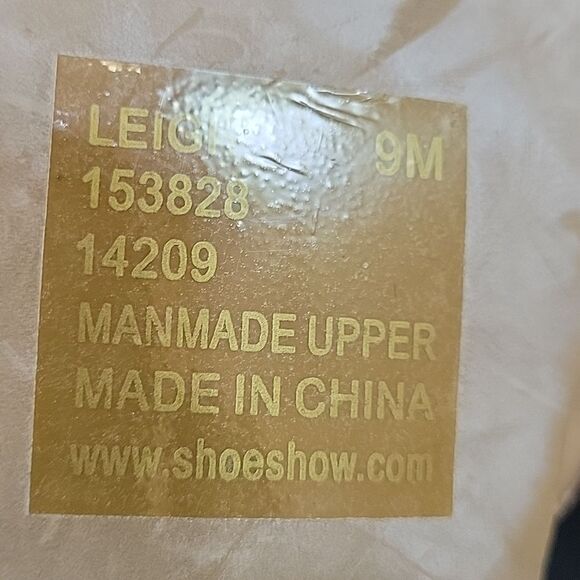 9M
153828
14209
MANMADE UPPER
MADE IN CHINA
www.shoeshow.com